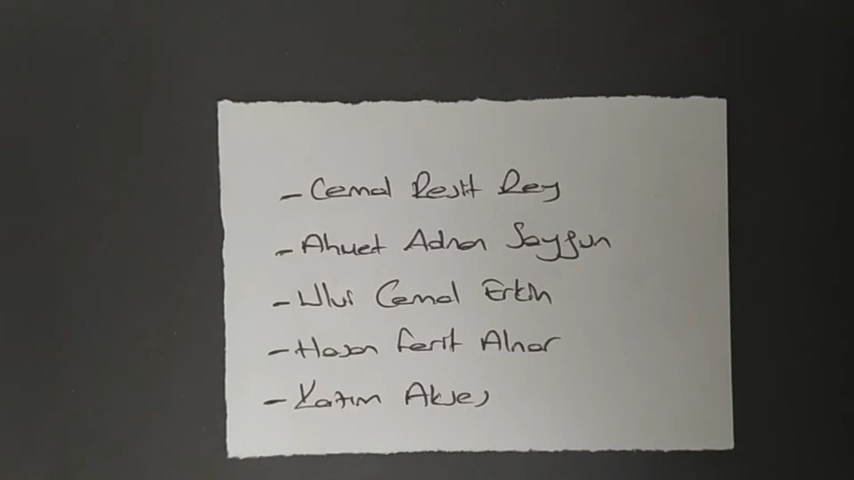 - Cemal Reşit Rey
- Ahmet Adnan Saygun
- Ulvi Cemal Erkin
- Hasan Ferit Alnar
- Kazım Akses